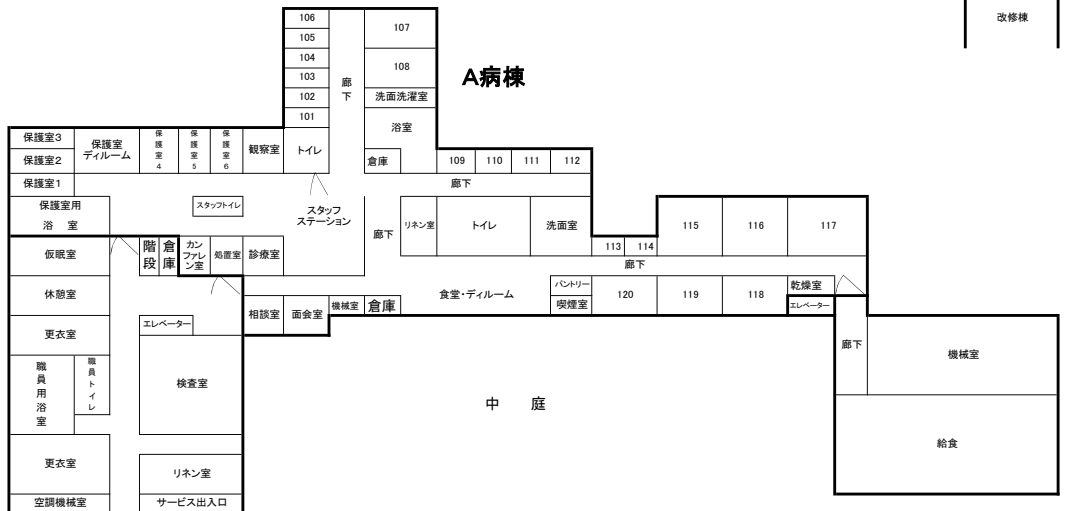 改修棟
106
105
104
103
102
101
廊
下
107
108
洗面洗濯室
浴室
倉庫
A病棟
保護室3
保護室2
保護室1
保護室
ディルーム
保
護
室
4
保
護
室
5
保
護
室
6
観察室
トイレ
109
110
111
112
廊下
保護室用
浴　室
スタッフトイレ
スタッフ
ステーション
廊下
リネン室
トイレ
洗面室
113
114
115
116
117
廊下
仮眠室
階
段
倉
庫
カン
ファレ
ン室
処置室
診療室
休憩室
相談室
面会室
機械室
倉庫
食堂・ディルーム
パントリー
喫煙室
120
119
118
乾燥室
エレベーター
更衣室
エレベーター
検査室
職
員
用
浴
室
職
員
ト
イ
レ
中　庭
廊下
機械室
給食
更衣室
リネン室
空調機械室
サービス出入口